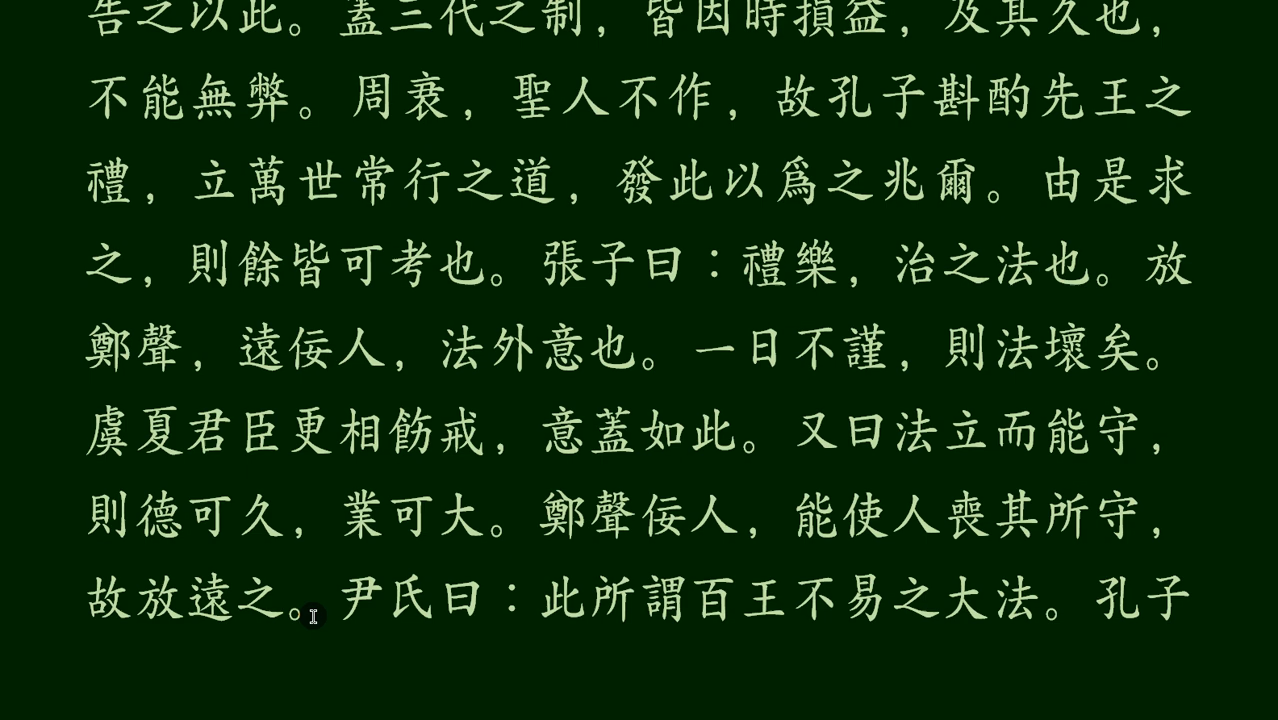 告之以此。蓋三代之制，皆因時損益，及其久也，
不能無弊。周衰，聖人不作，故孔子斟酌先王之
禮，立萬世常行之道，發此以爲之兆爾。由是求
之，則餘皆可考也。張子曰：禮樂，治之法也。放
鄭聲，遠佞人，法外意也。一日不謹，則法壞矣。
虞夏君臣更相飭戒，意蓋如此。又曰法立而能守，
則德可久，業可大。鄭聲佞人，能使人喪其所守，
故放遠之。尹氏曰：此所謂百王不易之大法。孔子